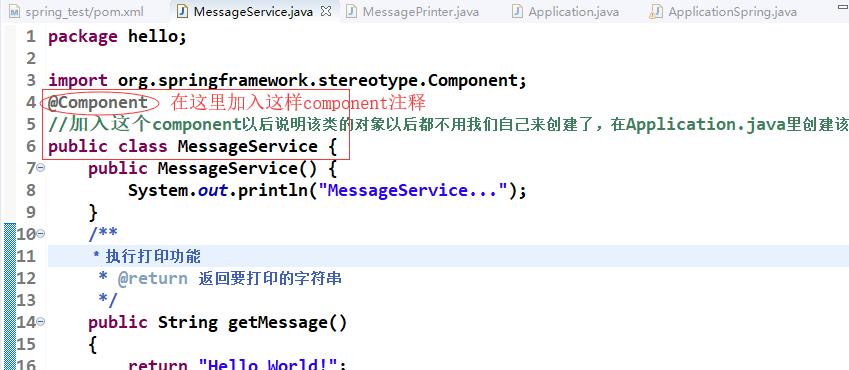 spring_test/pom.xml MessageService.java MessagePrinter.java Application.java ApplicationSpring.java
1 package hello;
2
3 import org.springframework.stereotype.Component;
4 @Component 在这里加入这样component注释
5 //加入这个component以后说明该类的对象以后都不用我们自己来创建了，在Application.java里创建该
6 public class MessageService {
7 public MessageService() {
8 System.out.println("MessageService...");
9 }
10 /**
11 * 执行打印功能
12 * @return 返回要打印的字符串
13 */
14 public String getMessage()
15 {
16 return "Hello World!";